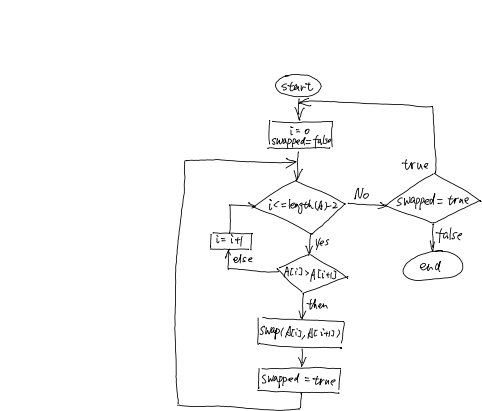 start
i = 0
swapped=false
true
No
i<=length(A)-2
swapped = true
i= i+1
yes
false
else
A[i]>A[i+1]
end
then
swap(A[i], A[i+1])
swapped = true